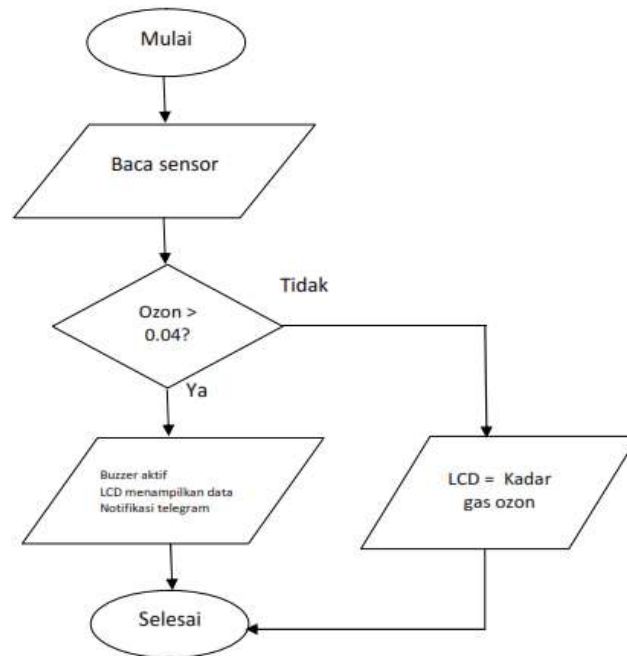 Mulai
Baca sensor
Tidak
Ozon >
0.04?
Ya
Buzzer aktif
LCD menampilkan data
Notifikasi telegram
LCD = Kadar
gas ozon
Selesai